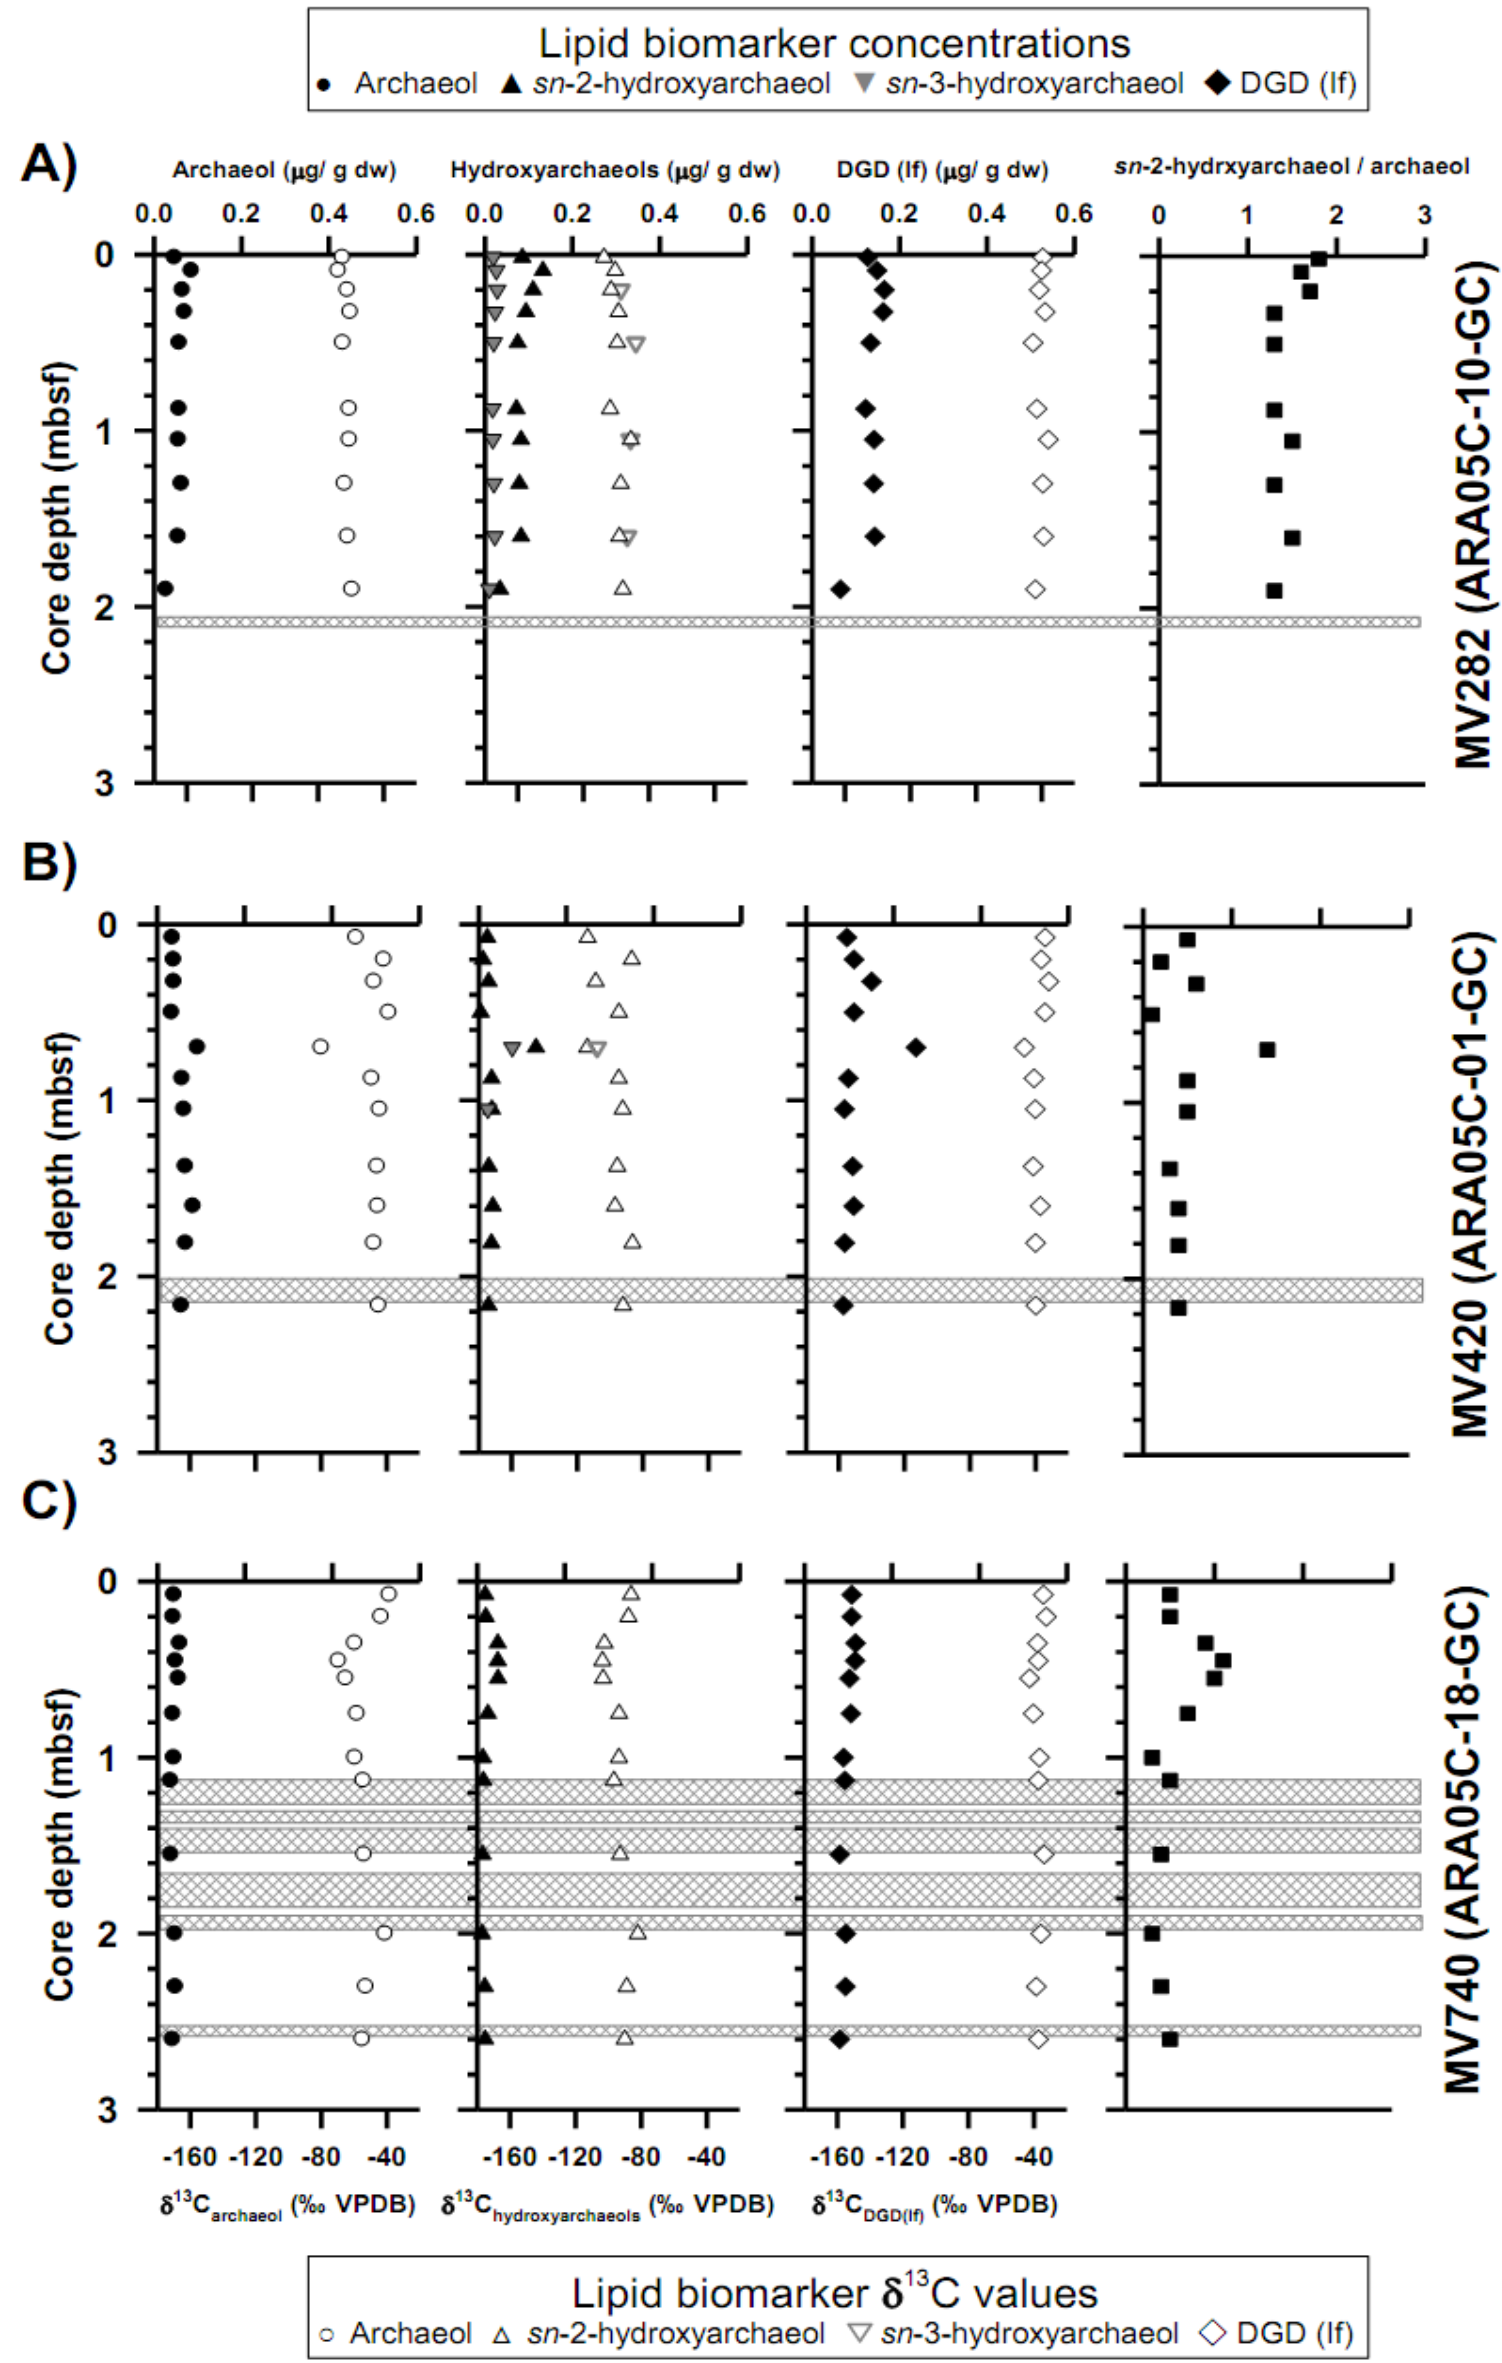 Lipid biomarker concentrations
● Archaeol ▲ sn-2-hydroxyarchaeol ▼ sn-3-hydroxyarchaeol ◆ DGD (If)
A)
Archaeol (μg/ g dw) Hydroxyarchaeols (μg/ g dw) DGD (If) (μg/ g dw) sn-2-hydrxyarchaeol / archaeol
0.0 0.2 0.4 0.6 0.0 0.2 0.4 0.6 0.0 0.2 0.4 0.6 0 1 2 3
0
1
2
3
Core depth (mbsf)
MV282 (ARA05C-10-GC)
B)
0
1
2
3
Core depth (mbsf)
MV420 (ARA05C-01-GC)
C)
0
1
2
3
Core depth (mbsf)
MV740 (ARA05C-18-GC)
-160 -120 -80 -40 -160 -120 -80 -40 -160 -120 -80 -40
δ¹³Carchaeol (‰ VPDB) δ¹³Chydroxyarchaeols (‰ VPDB) δ¹³CDGD(If) (‰ VPDB)
Lipid biomarker δ¹³C values
○ Archaeol △ sn-2-hydroxyarchaeol ▽ sn-3-hydroxyarchaeol ◇ DGD (If)